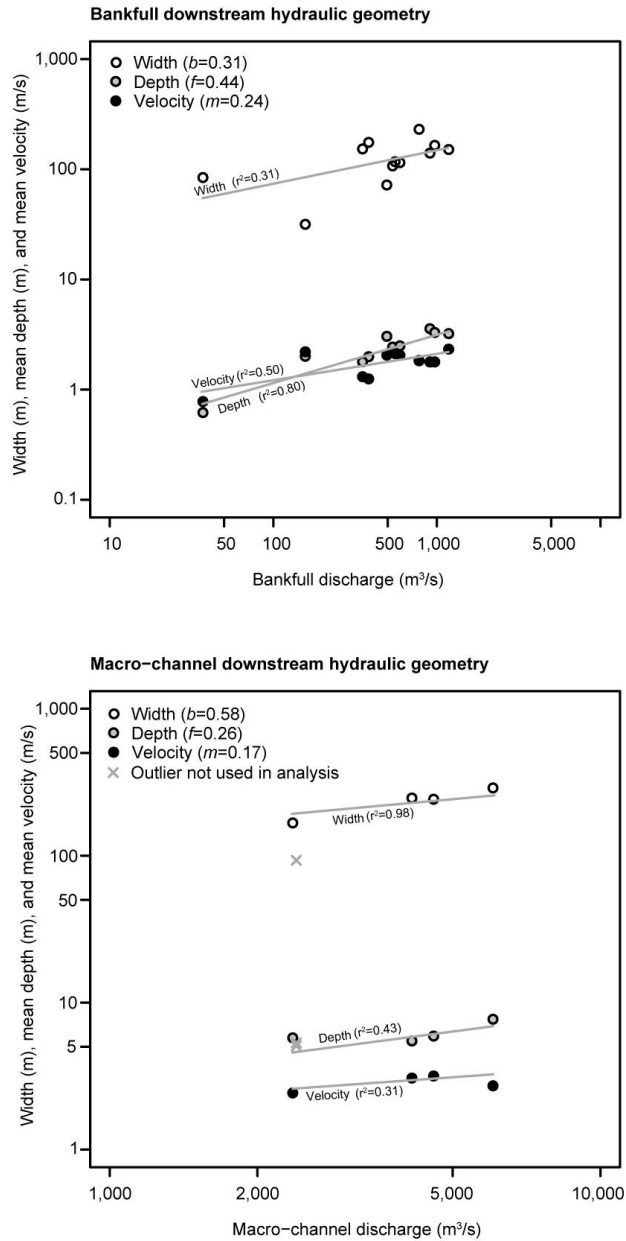 Bankfull downstream hydraulic geometry
Width (m), mean depth (m), and mean velocity (m/s)
1,000
100
10
1
0.1
Width (b=0.31)
Depth (f=0.44)
Velocity (m=0.24)
Width (r²=0.31)
Velocity (r²=0.50)
Depth (r²=0.80)
10
50
100
500
1,000
5,000
Bankfull discharge (m³/s)
Macro−channel downstream hydraulic geometry
Width (m), mean depth (m), and mean velocity (m/s)
1,000
500
100
50
10
5
1
Width (b=0.58)
Depth (f=0.26)
Velocity (m=0.17)
Outlier not used in analysis
Width (r²=0.98)
Depth (r²=0.43)
Velocity (r²=0.31)
1,000
2,000
5,000
10,000
Macro−channel discharge (m³/s)